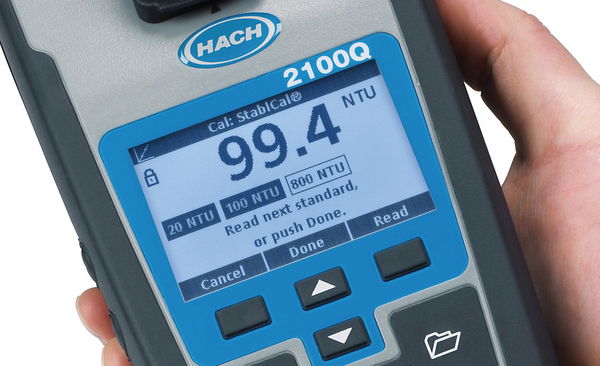 HACH
2100Q
Cal: StablCal®
99.4 NTU
20 NTU 100 NTU 800 NTU
Read next standard,
or push Done.
Cancel Done Read